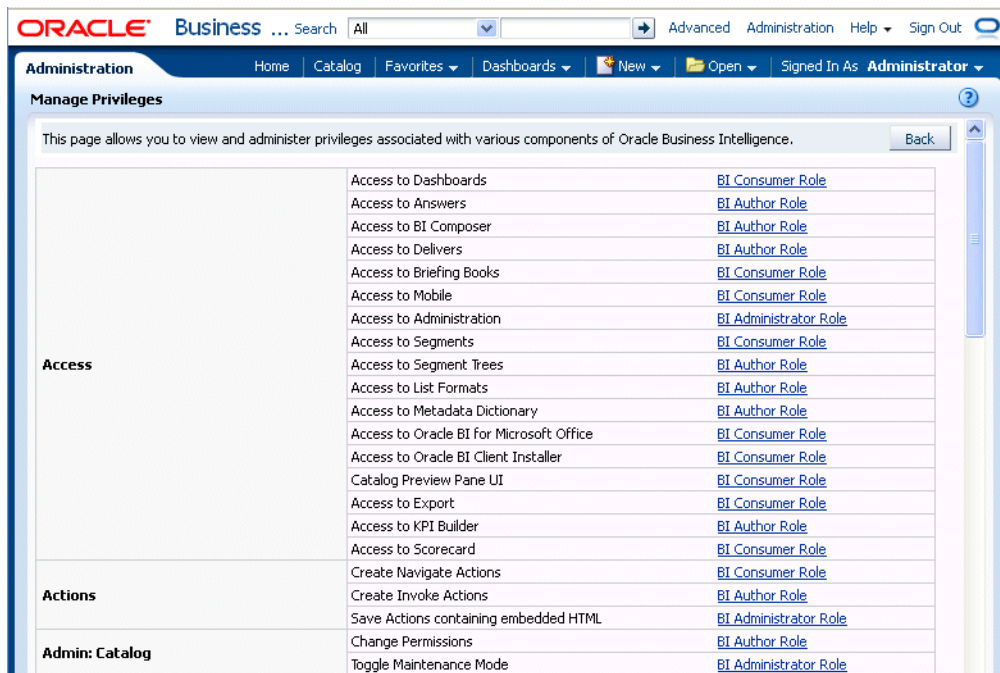 ORACLE Business ... Search All Advanced Administration Help Sign Out
Administration Home Catalog Favorites Dashboards New Open Signed In As Administrator
Manage Privileges
This page allows you to view and administer privileges associated with various components of Oracle Business Intelligence. Back
Access to Dashboards BI Consumer Role
Access to Answers BI Author Role
Access to BI Composer BI Author Role
Access to Delivers BI Author Role
Access to Briefing Books BI Consumer Role
Access to Mobile BI Consumer Role
Access to Administration BI Administrator Role
Access to Segments BI Consumer Role
Access Access to Segment Trees BI Author Role
Access to List Formats BI Author Role
Access to Metadata Dictionary BI Author Role
Access to Oracle BI for Microsoft Office BI Consumer Role
Access to Oracle BI Client Installer BI Consumer Role
Catalog Preview Pane UI BI Consumer Role
Access to Export BI Consumer Role
Access to KPI Builder BI Author Role
Access to Scorecard BI Consumer Role
Create Navigate Actions BI Consumer Role
Actions Create Invoke Actions BI Author Role
Save Actions containing embedded HTML BI Administrator Role
Admin: Catalog Change Permissions BI Author Role
Toggle Maintenance Mode BI Administrator Role